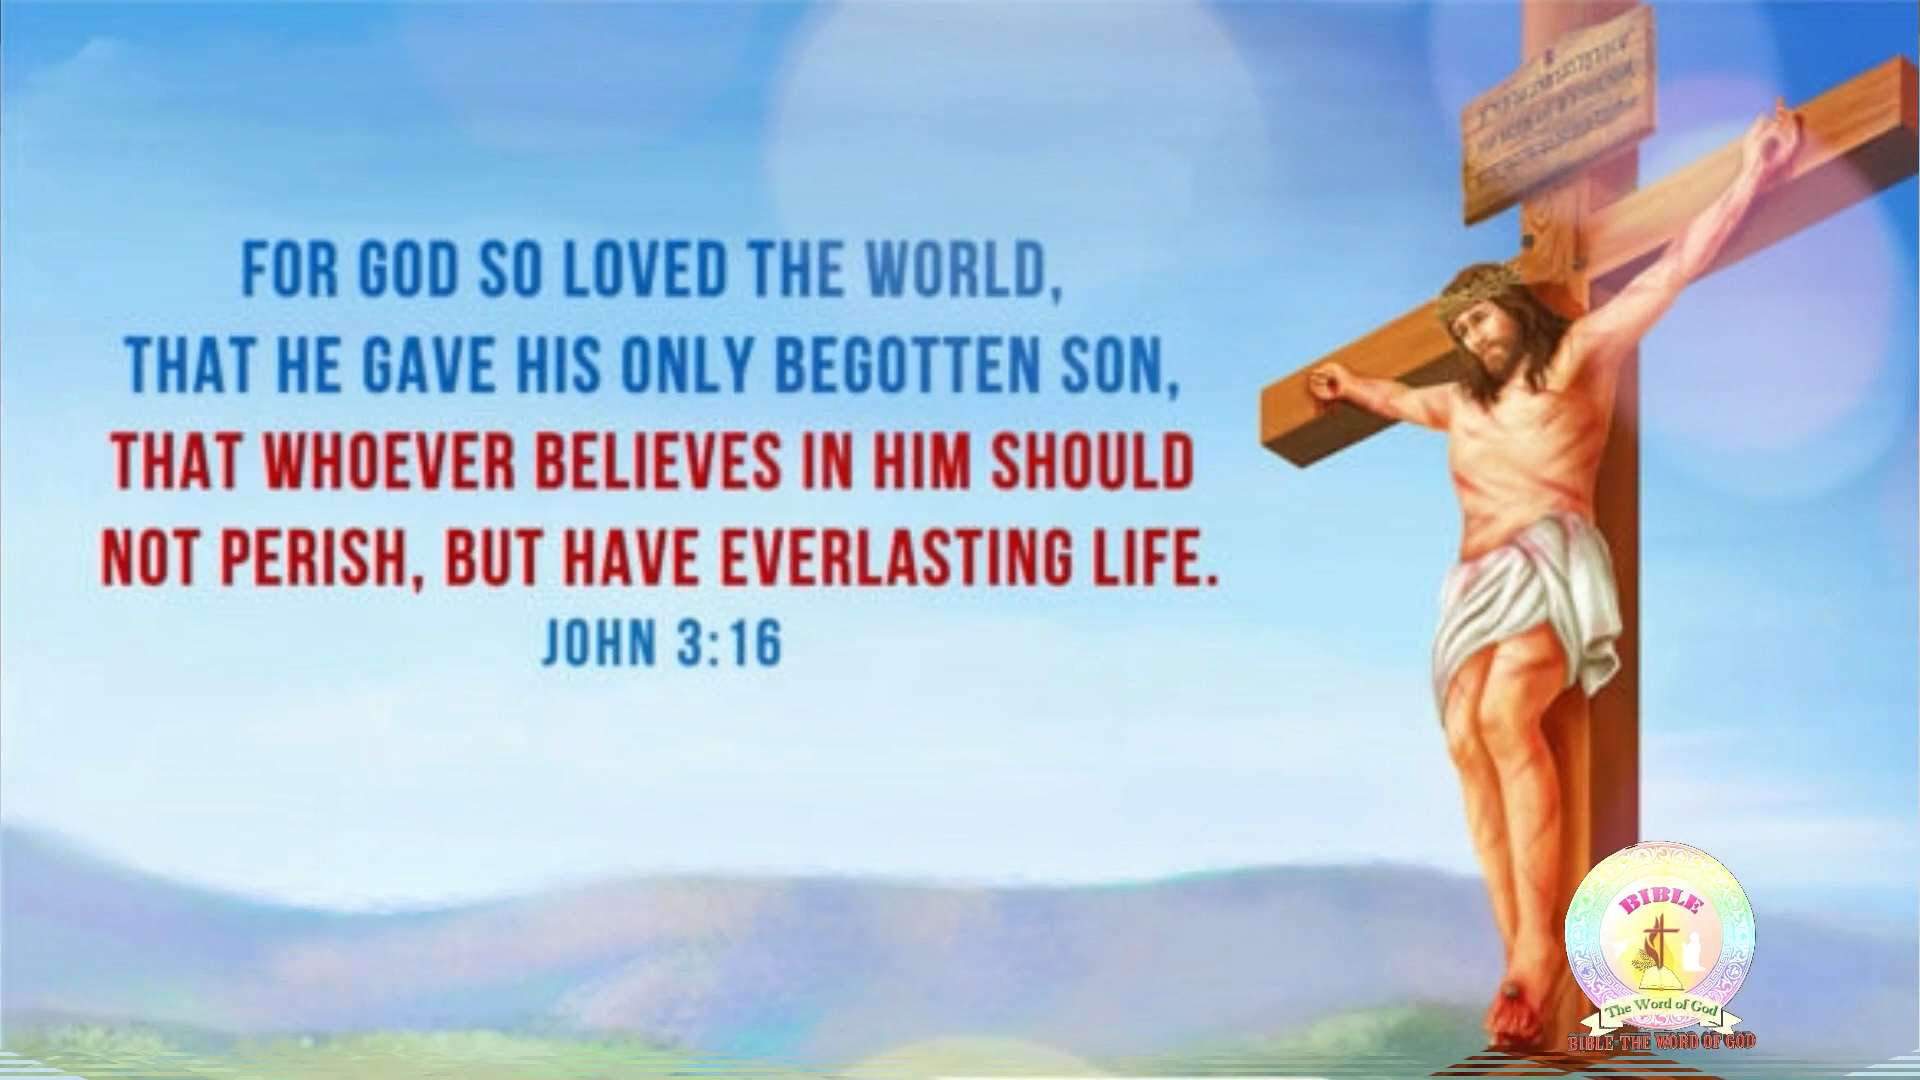 FOR GOD SO LOVED THE WORLD,
THAT HE GAVE HIS ONLY BEGOTTEN SON,
THAT WHOEVER BELIEVES IN HIM SHOULD
NOT PERISH, BUT HAVE EVERLASTING LIFE.
JOHN 3:16
BIBLE
The Word of God
BIBLE-THE WORD OF GOD